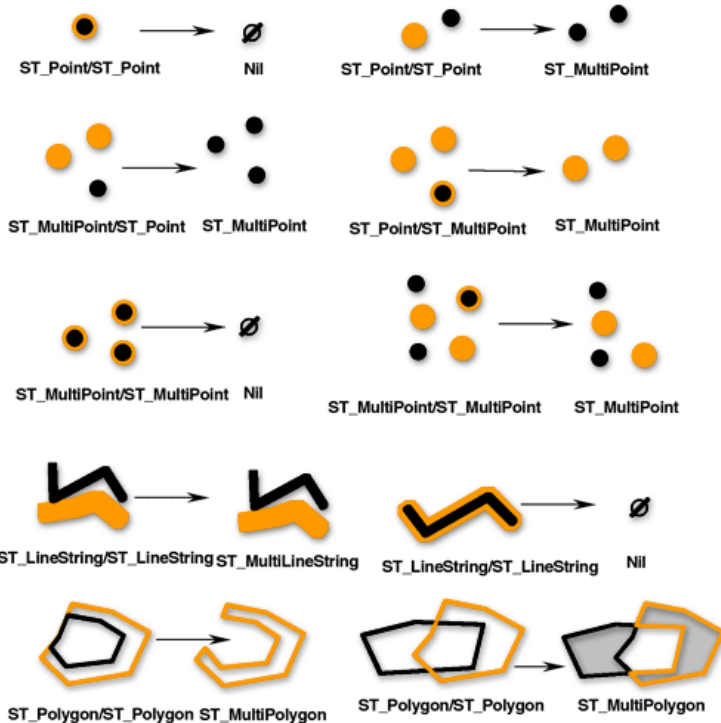 ST_Point/ST_Point Nil ST_Point/ST_Point ST_MultiPoint
ST_MultiPoint/ST_Point ST_MultiPoint ST_Point/ST_MultiPoint ST_MultiPoint
ST_MultiPoint/ST_MultiPoint Nil ST_MultiPoint/ST_MultiPoint ST_MultiPoint
ST_LineString/ST_LineString ST_MultiLineString ST_LineString/ST_LineString Nil
ST_Polygon/ST_Polygon ST_MultiPolygon ST_Polygon/ST_Polygon ST_MultiPolygon